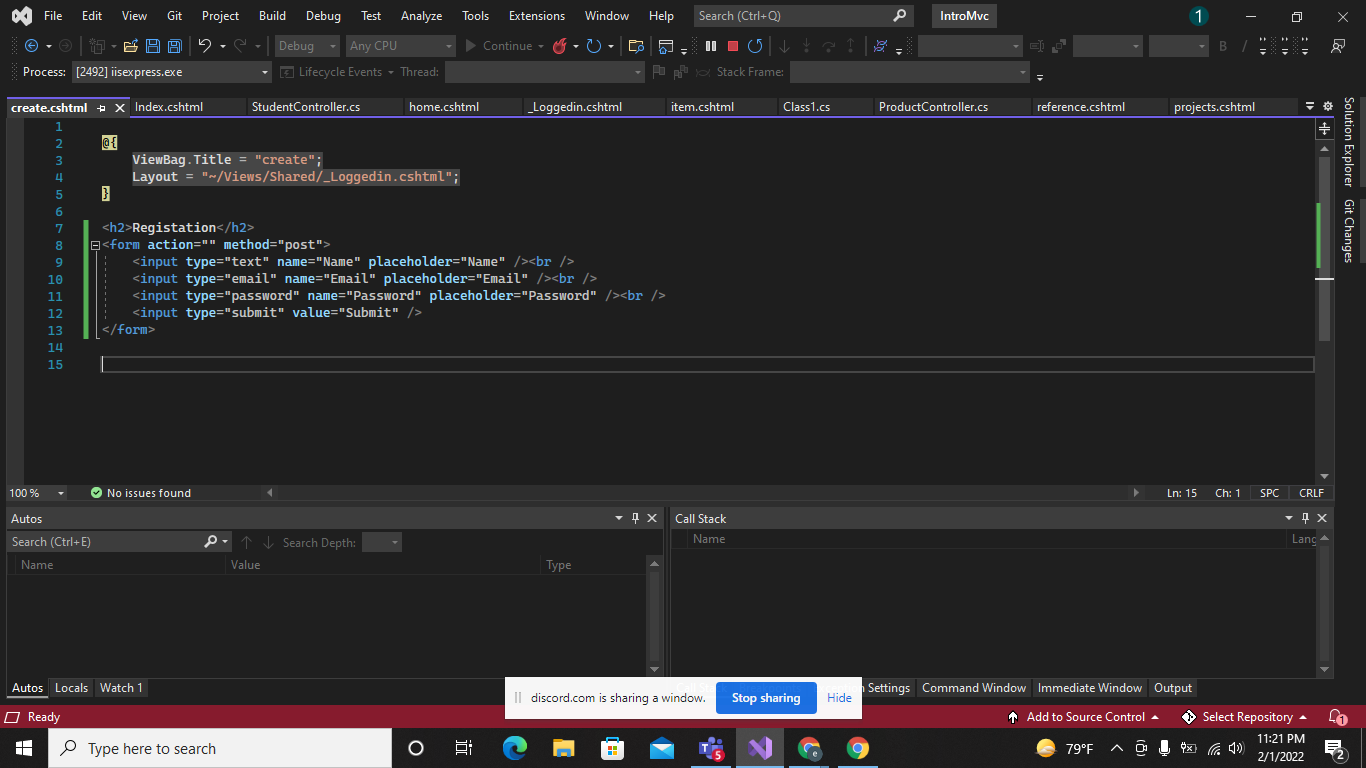 File Edit View Git Project Build Debug Test Analyze Tools Extensions Window Help Search (Ctrl+Q) IntroMvc 1
Debug Any CPU Continue
Process: [2492] iisexpress.exe Lifecycle Events Thread: Stack Frame:
create.cshtml Index.cshtml StudentController.cs home.cshtml _Loggedin.cshtml item.cshtml Class1.cs ProductController.cs reference.cshtml projects.cshtml
Solution Explorer
Git Changes
1
2 @{
3 ViewBag.Title = "create";
4 Layout = "~/Views/Shared/_Loggedin.cshtml";
5 }
6
7 <h2>Registation</h2>
8 <form action="" method="post">
9 <input type="text" name="Name" placeholder="Name" /><br />
10 <input type="email" name="Email" placeholder="Email" /><br />
11 <input type="password" name="Password" placeholder="Password" /><br />
12 <input type="submit" value="Submit" />
13 </form>
14
15
100 % No issues found Ln: 15 Ch: 1 SPC CRLF
Autos
Search (Ctrl+E) Search Depth:
Name Value Type
Call Stack
Name Lang
Autos Locals Watch 1
n Settings Command Window Immediate Window Output
discord.com is sharing a window. Stop sharing Hide
Ready Add to Source Control Select Repository 1
Type here to search 5 e 79°F 11:21 PM
2/1/2022 2